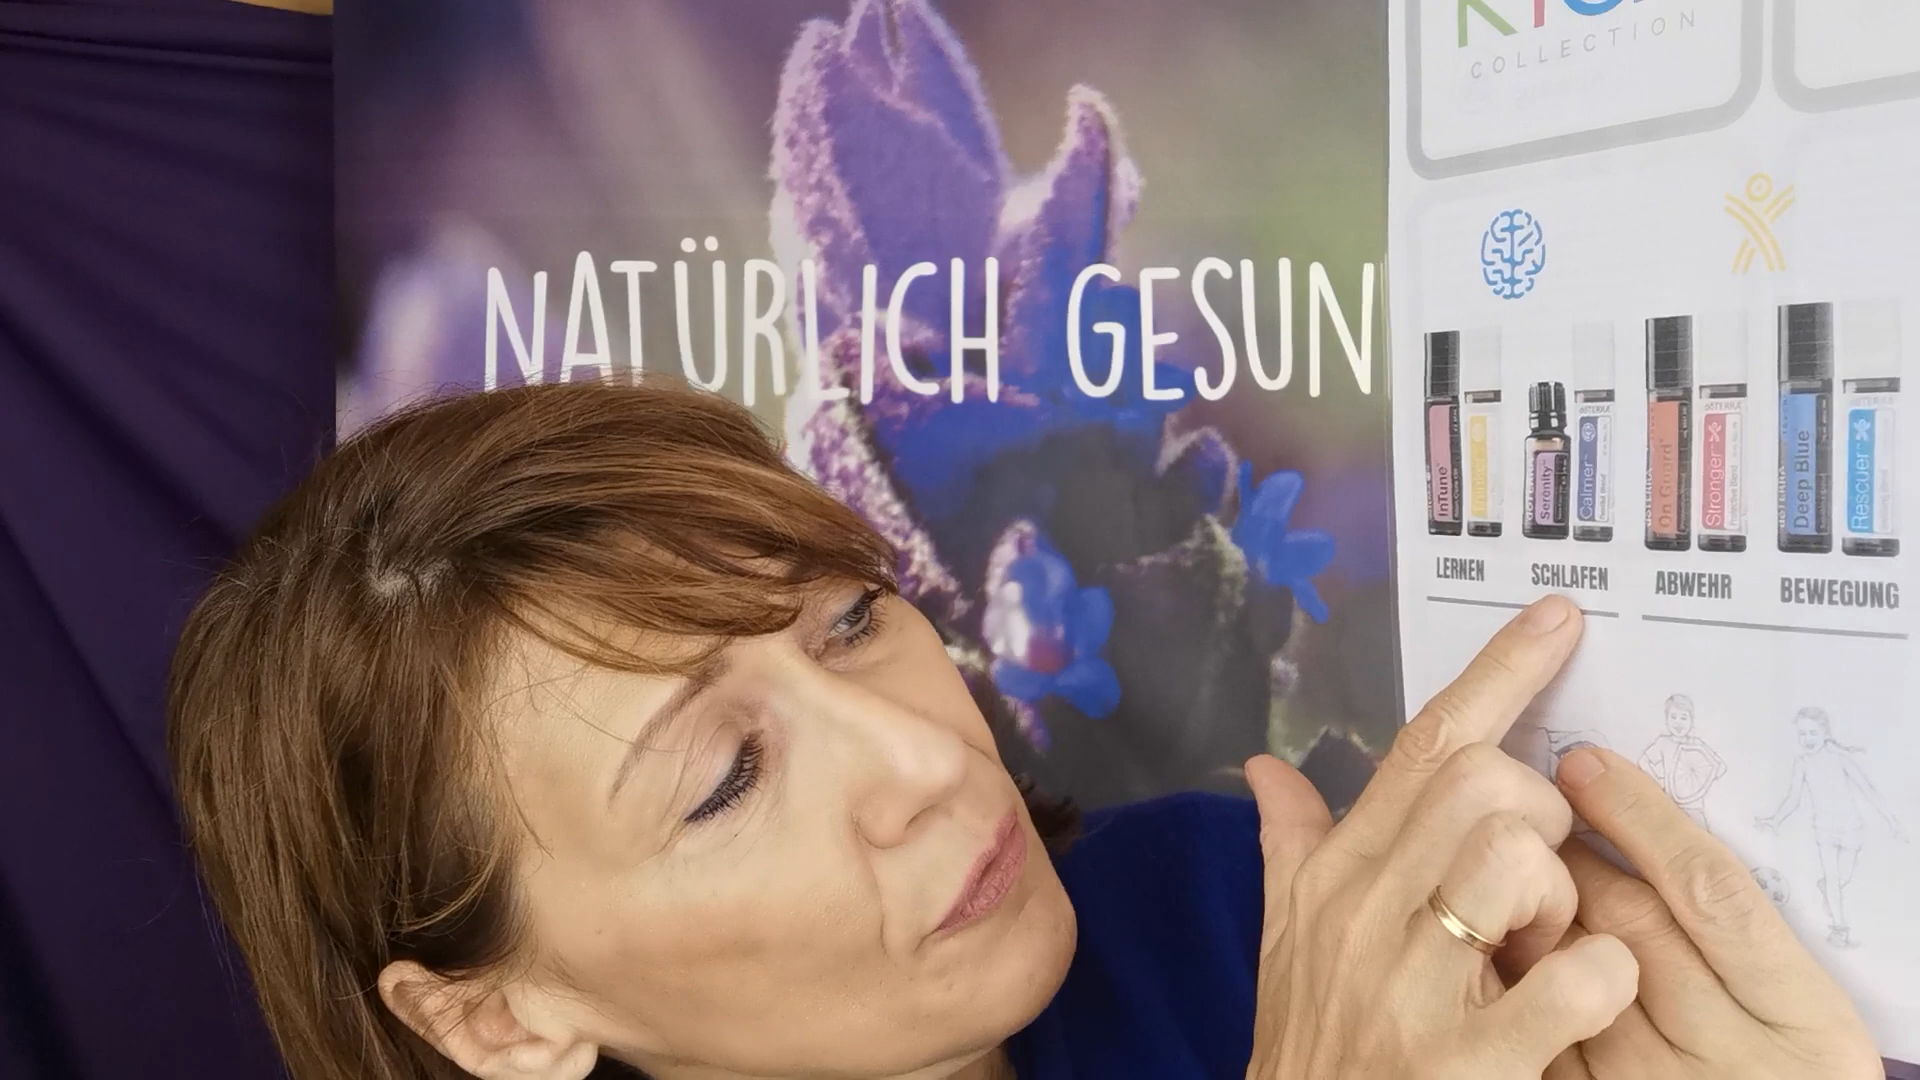 COLLECTION
NATÜRLICH GESUN
InTune
Serenity
Calmer
On Guard
Stronger
Deep Blue
Rescuer
LERNEN
SCHLAFEN
ABWEHR
BEWEGUNG